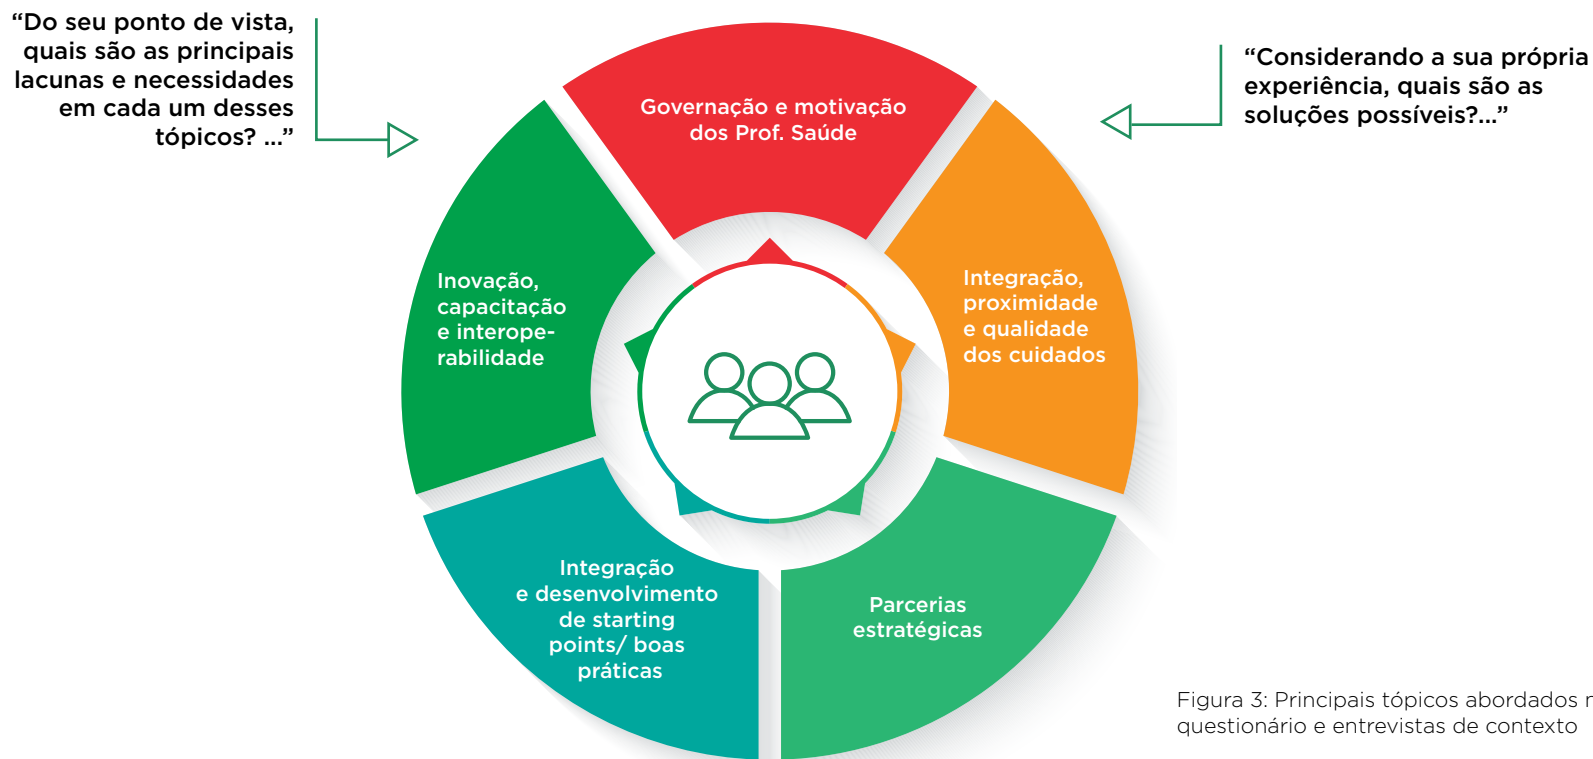 “Do seu ponto de vista,
quais são as principais
lacunas e necessidades
em cada um desses
tópicos? ...”
“Considerando a sua própria
experiência, quais são as
soluções possíveis?...”
Governação e motivação
dos Prof. Saúde
Inovação,
capacitação
e interope-
rabilidade
Integração,
proximidade
e qualidade
dos cuidados
Integração
e desenvolvimento
de starting
points/ boas
práticas
Parcerias
estratégicas
Figura 3: Principais tópicos abordados
questionário e entrevistas de contexto